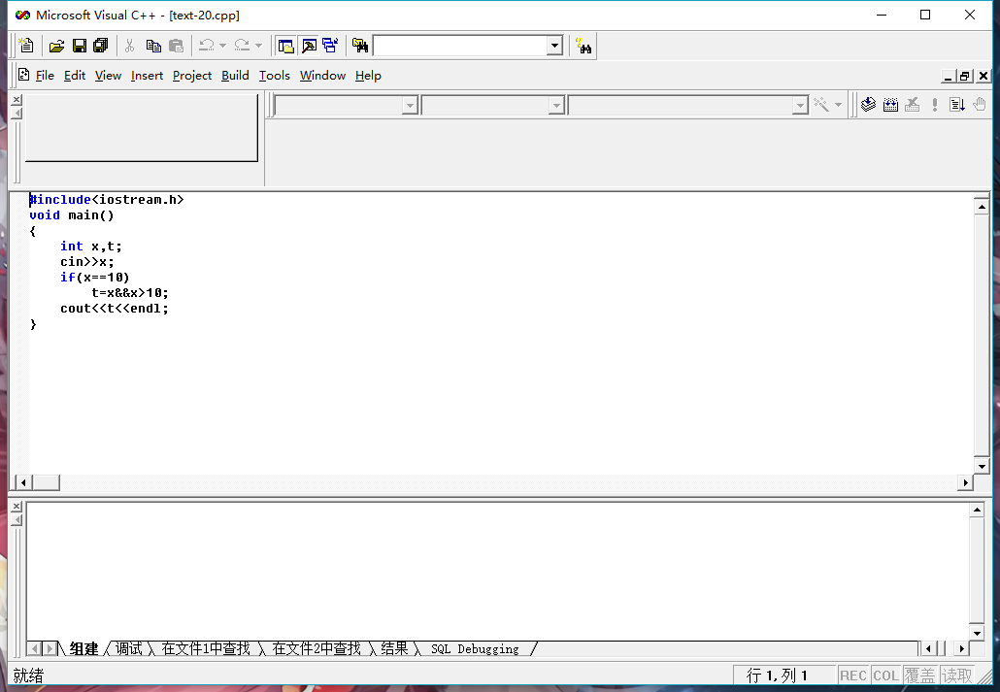 Microsoft Visual C++ - [text-20.cpp]
File Edit View Insert Project Build Tools Window Help
#include<iostream.h>
void main()
{
    int x,t;
    cin>>x;
    if(x==10)
        t=x&&x>10;
    cout<<t<<endl;
}
组建 调试 在文件1中查找 在文件2中查找 结果 SQL Debugging
就绪 行 1, 列 1 REC COL 覆盖 读取